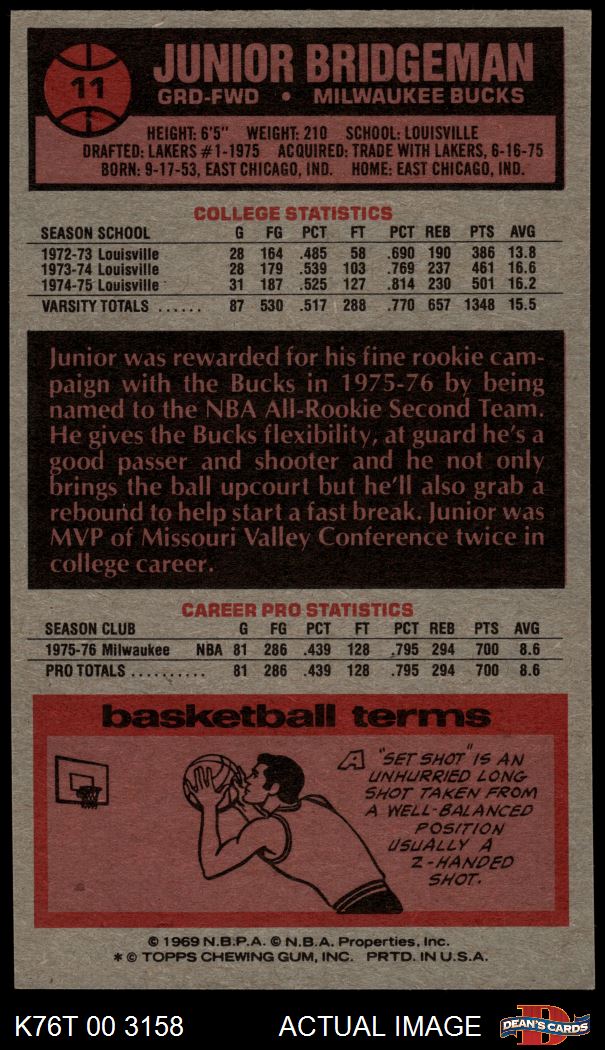 11
JUNIOR BRIDGEMAN
GRD-FWD • MILWAUKEE BUCKS
HEIGHT: 6'5" WEIGHT: 210 SCHOOL: LOUISVILLE
DRAFTED: LAKERS #1-1975 ACQUIRED: TRADE WITH LAKERS, 6-16-75
BORN: 9-17-53, EAST CHICAGO, IND. HOME: EAST CHICAGO, IND.
COLLEGE STATISTICS
SEASON SCHOOL G FG PCT FT PCT REB PTS AVG
1972-73 Louisville 28 164 .485 58 .690 190 386 13.8
1973-74 Louisville 28 179 .539 103 .769 237 461 16.6
1974-75 Louisville 31 187 .525 127 .814 230 501 16.2
VARSITY TOTALS ...... 87 530 .517 288 .770 657 1348 15.5
Junior was rewarded for his fine rookie cam-
paign with the Bucks in 1975-76 by being
named to the NBA All-Rookie Second Team.
He gives the Bucks flexibility, at guard he's a
good passer and shooter and he not only
brings the ball upcourt but he'll also grab a
rebound to help start a fast break. Junior was
MVP of Missouri Valley Conference twice in
college career.
CAREER PRO STATISTICS
SEASON CLUB G FG PCT FT PCT REB PTS AVG
1975-76 Milwaukee NBA 81 286 .439 128 .795 294 700 8.6
PRO TOTALS .......... 81 286 .439 128 .795 294 700 8.6
basketball terms
A "SET SHOT" IS AN
UNHURRIED LONG
SHOT TAKEN FROM
A WELL-BALANCED
POSITION
USUALLY A
2-HANDED
SHOT.
© 1969 N.B.P.A. © N.B.A. Properties, Inc.
* © TOPPS CHEWING GUM, INC. PRTD. IN U.S.A.
K76T 00 3158 ACTUAL IMAGE D DEAN'S CARDS